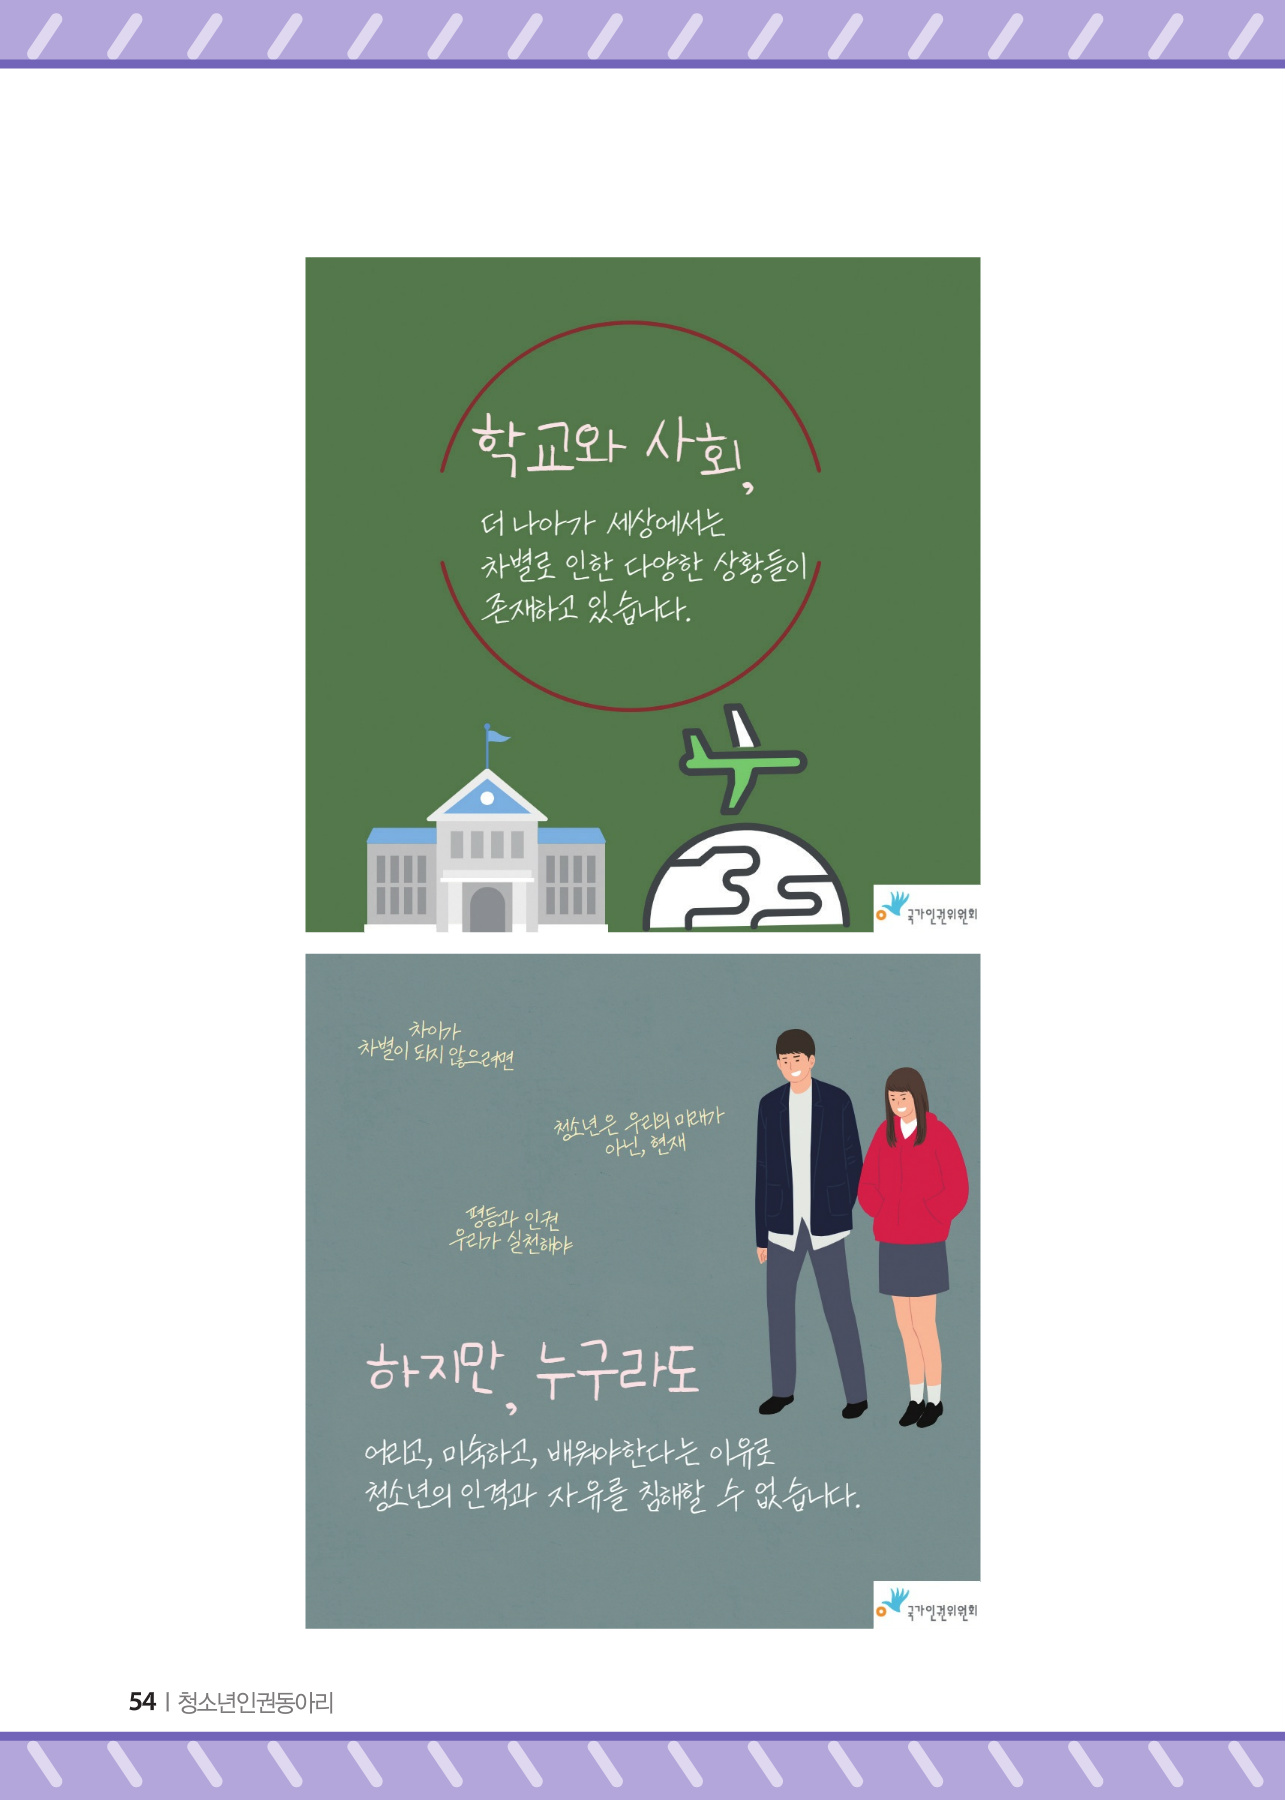 학교와 사회,
더 나아가 세상에서는
차별로 인한 다양한 상황들이
존재하고 있습니다.
국가인권위원회
차이가
차별이 되지 않으려면
청소년은 우리의 미래가
아닌, 현재
평등과 인권
우리가 실천해야
하지만, 누구라도
어리고, 미숙하고, 배워야한다는 이유로
청소년의 인격과 자유를 침해할 수 없습니다.
국가인권위원회
54 | 청소년인권동아리